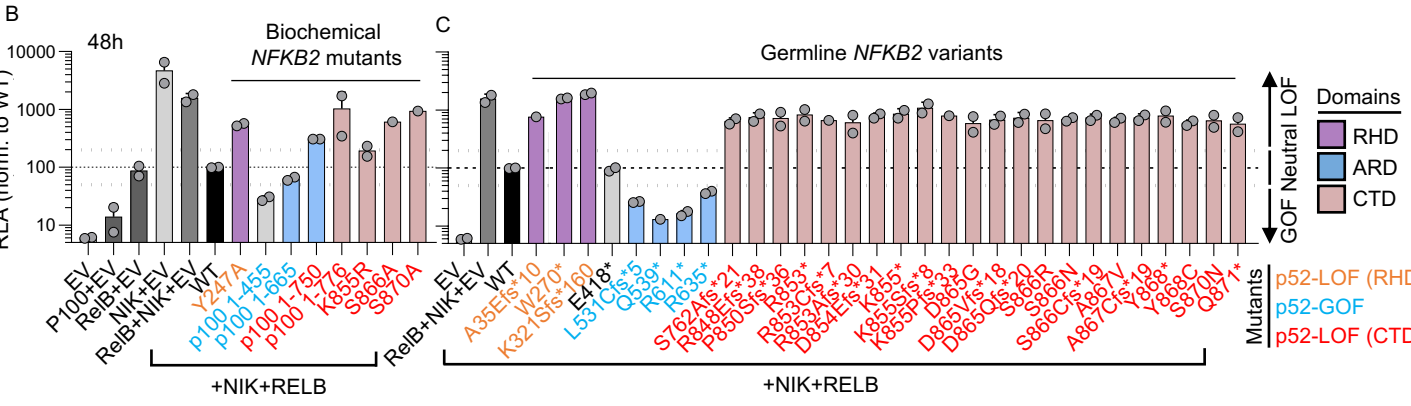 B
C
48h
Biochemical
NFKB2 mutants
Germline NFKB2 variants
RLA (norm. to WT)
10000
1000
100
10
GOF Neutral LOF
Domains
RHD
ARD
CTD
EV
P100+EV
RelB+EV
NIK+EV
RelB+NIK+EV
WT
Y247A
p100 1-455
p100 1-665
p100 1-750
p100 1-776
K855R
S866A
S870A
+NIK+RELB
EV
RelB+NIK+EV
WT
A35Efs*10
W270*
K321Sfs*160
E418*
L531Cfs*5
Q539*
R611*
R635*
S762Afs*21
R848Efs*38
P850Sfs*36
R853*
R853Cfs*7
R853Afs*30
D854Efs*31
K855*
K855Sfs*8
K855Pfs*33
D865G
D865Vfs*18
D865Qfs*20
S866R
S866N
S866Cfs*19
A867V
A867Cfs*19
Y868*
Y868C
S870N
Q871*
+NIK+RELB
Mutants
p52-LOF (RHD
p52-GOF
p52-LOF (CTD